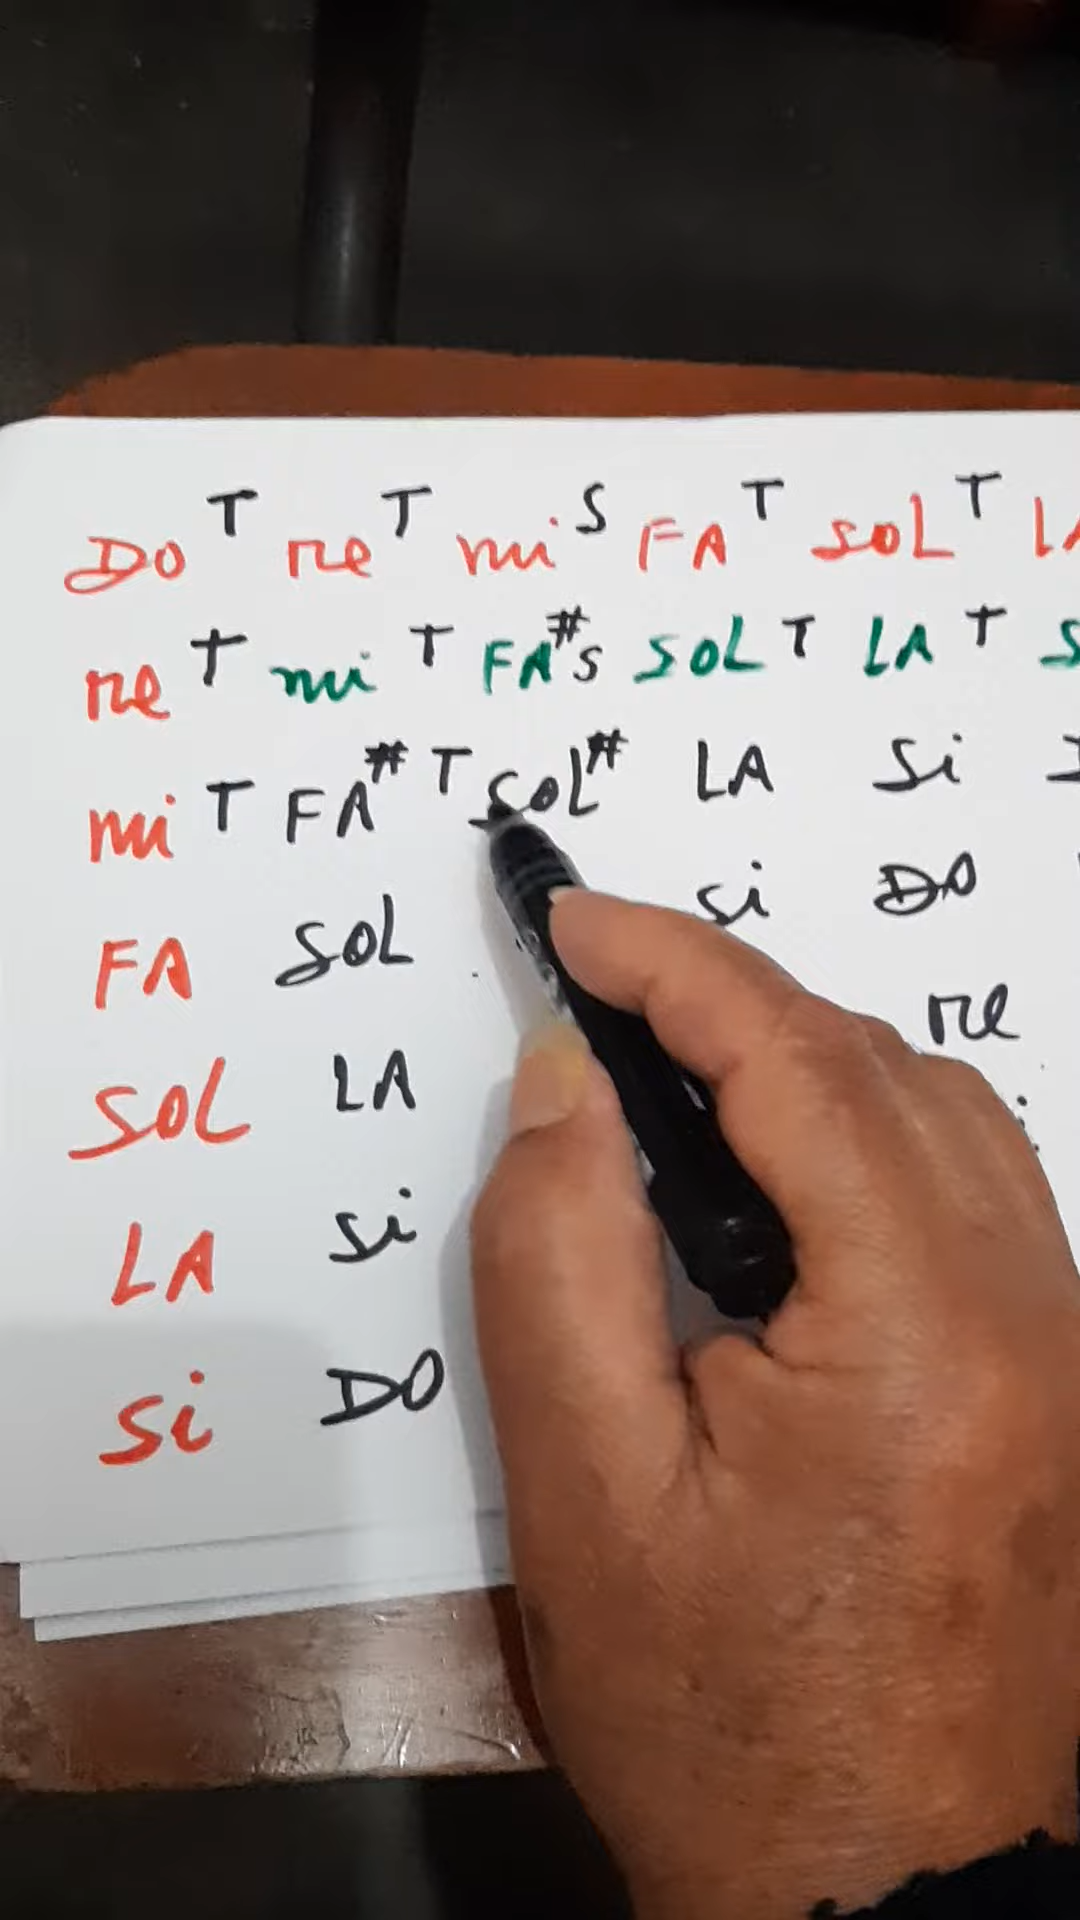 DO T re T mi S FA T SOL T LA
re T mi T FA# S SOL T LA T S
mi T FA# T SOL# LA Si
FA SOL Si DO
SOL LA re
LA Si
Si DO